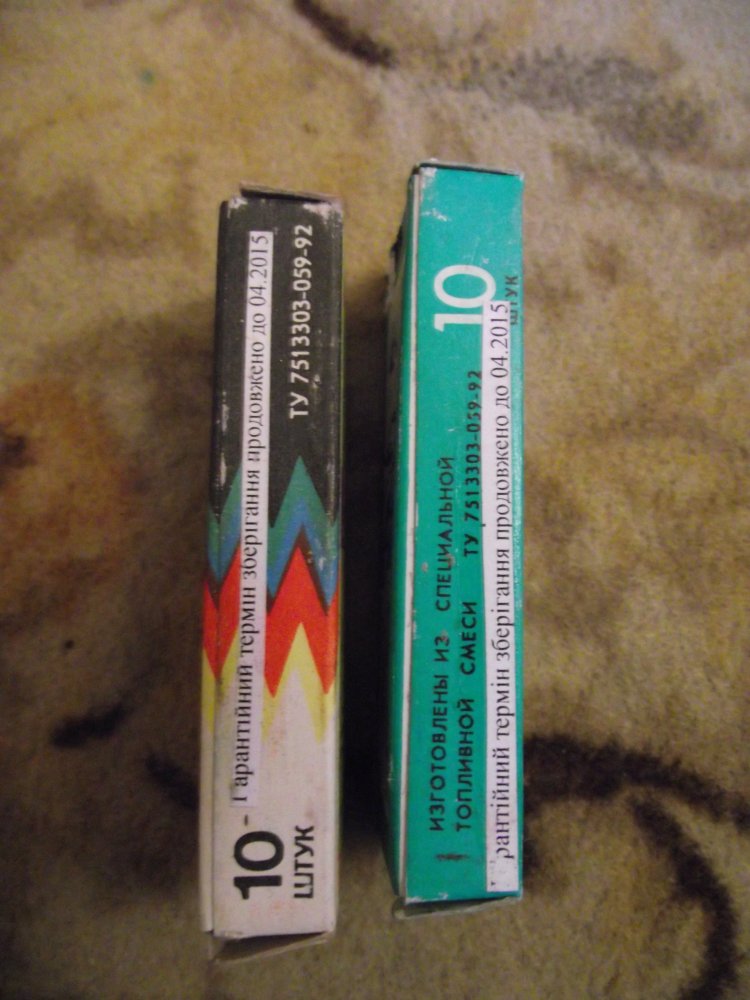 10
ШТУК
Гарантійний термін зберігання продовжено до 04.2015
ТУ 7513303-059-92
ИЗГОТОВЛЕНЫ ИЗ СПЕЦИАЛЬНОЙ
ТОПЛИВНОЙ СМЕСИ ТУ 7513303-059-92
10
ШТУК
рантійний термін зберігання продовжено до 04.2015